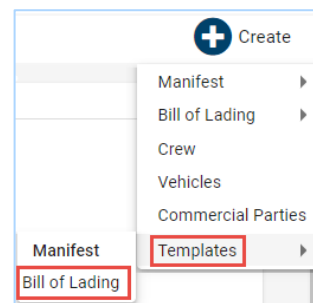 Create
Manifest
Bill of Lading
Crew
Vehicles
Commercial Parties
Templates
Manifest
Bill of Lading